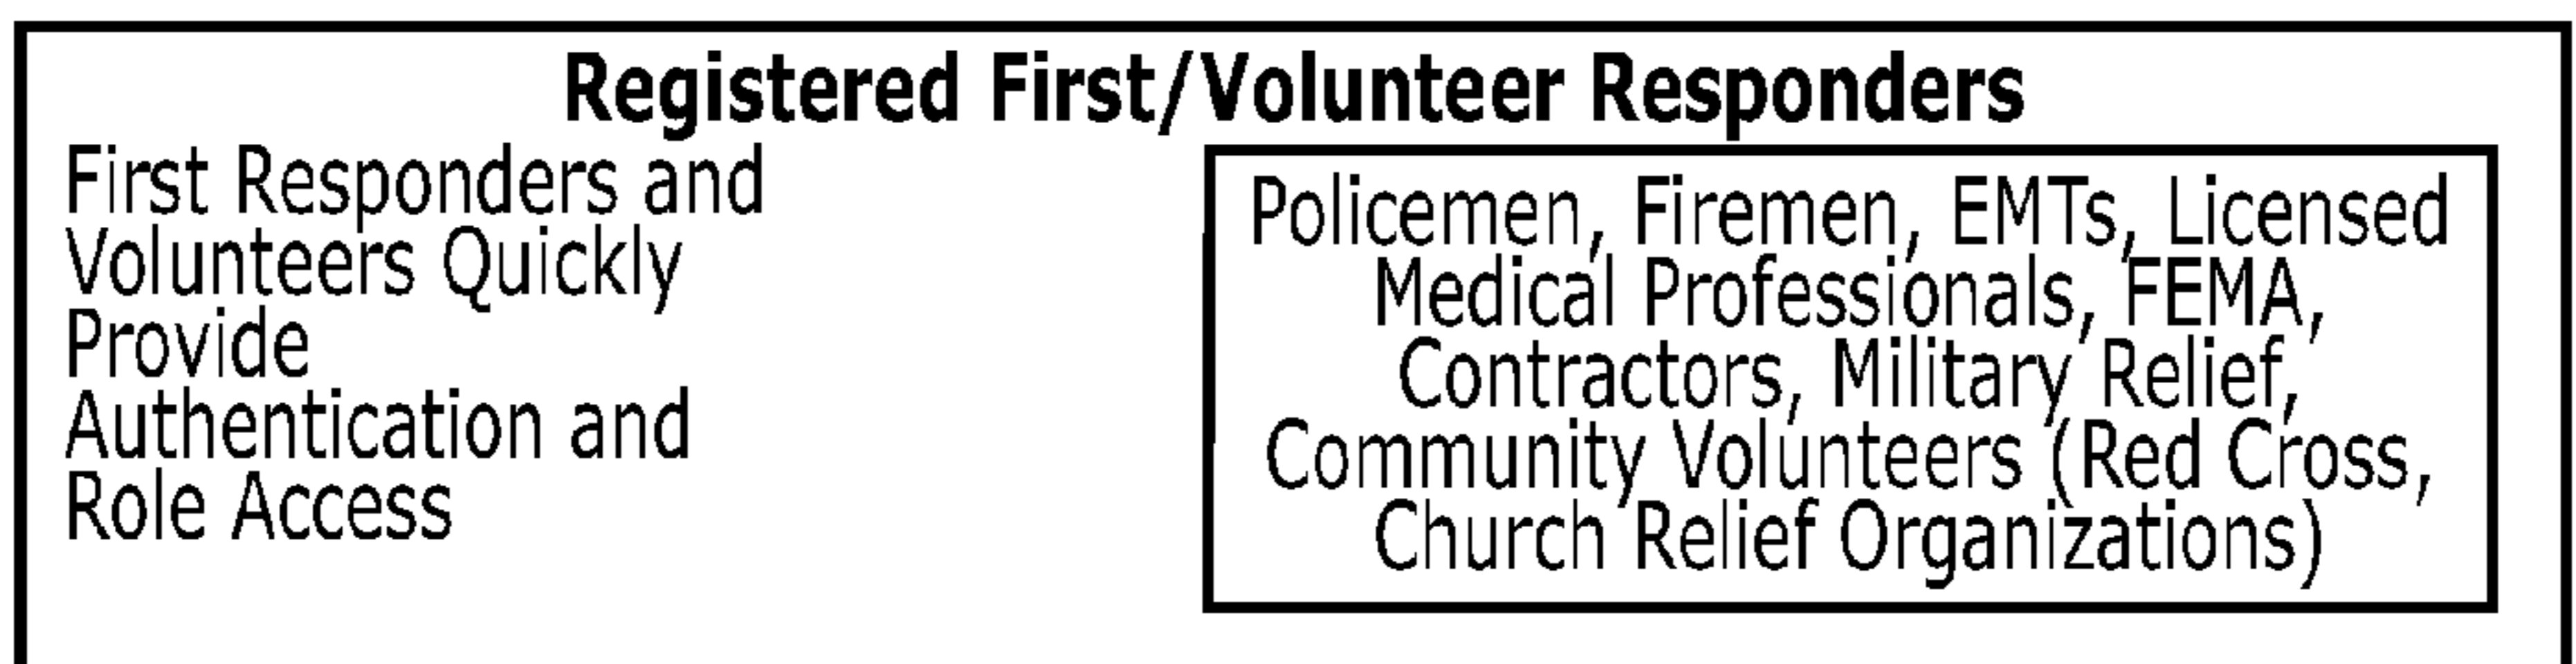 Registered First/Volunteer Responders
First Responders and
Volunteers Quickly
Provide
Authentication and
Role Access
Policemen, Firemen, EMTs, Licensed
Medical Professionals, FEMA,
Contractors, Military Relief,
Community Volunteers (Red Cross,
Church Relief Organizations)